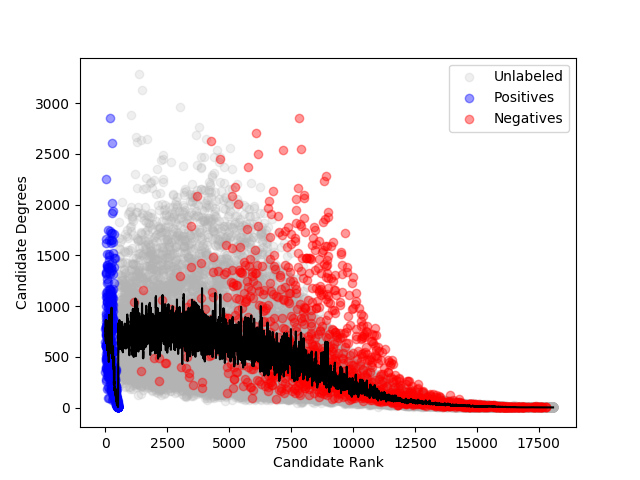 Unlabeled
Positives
Negatives
3000
2500
2000
1500
1000
500
0
Candidate Degrees
0 2500 5000 7500 10000 12500 15000 17500
Candidate Rank